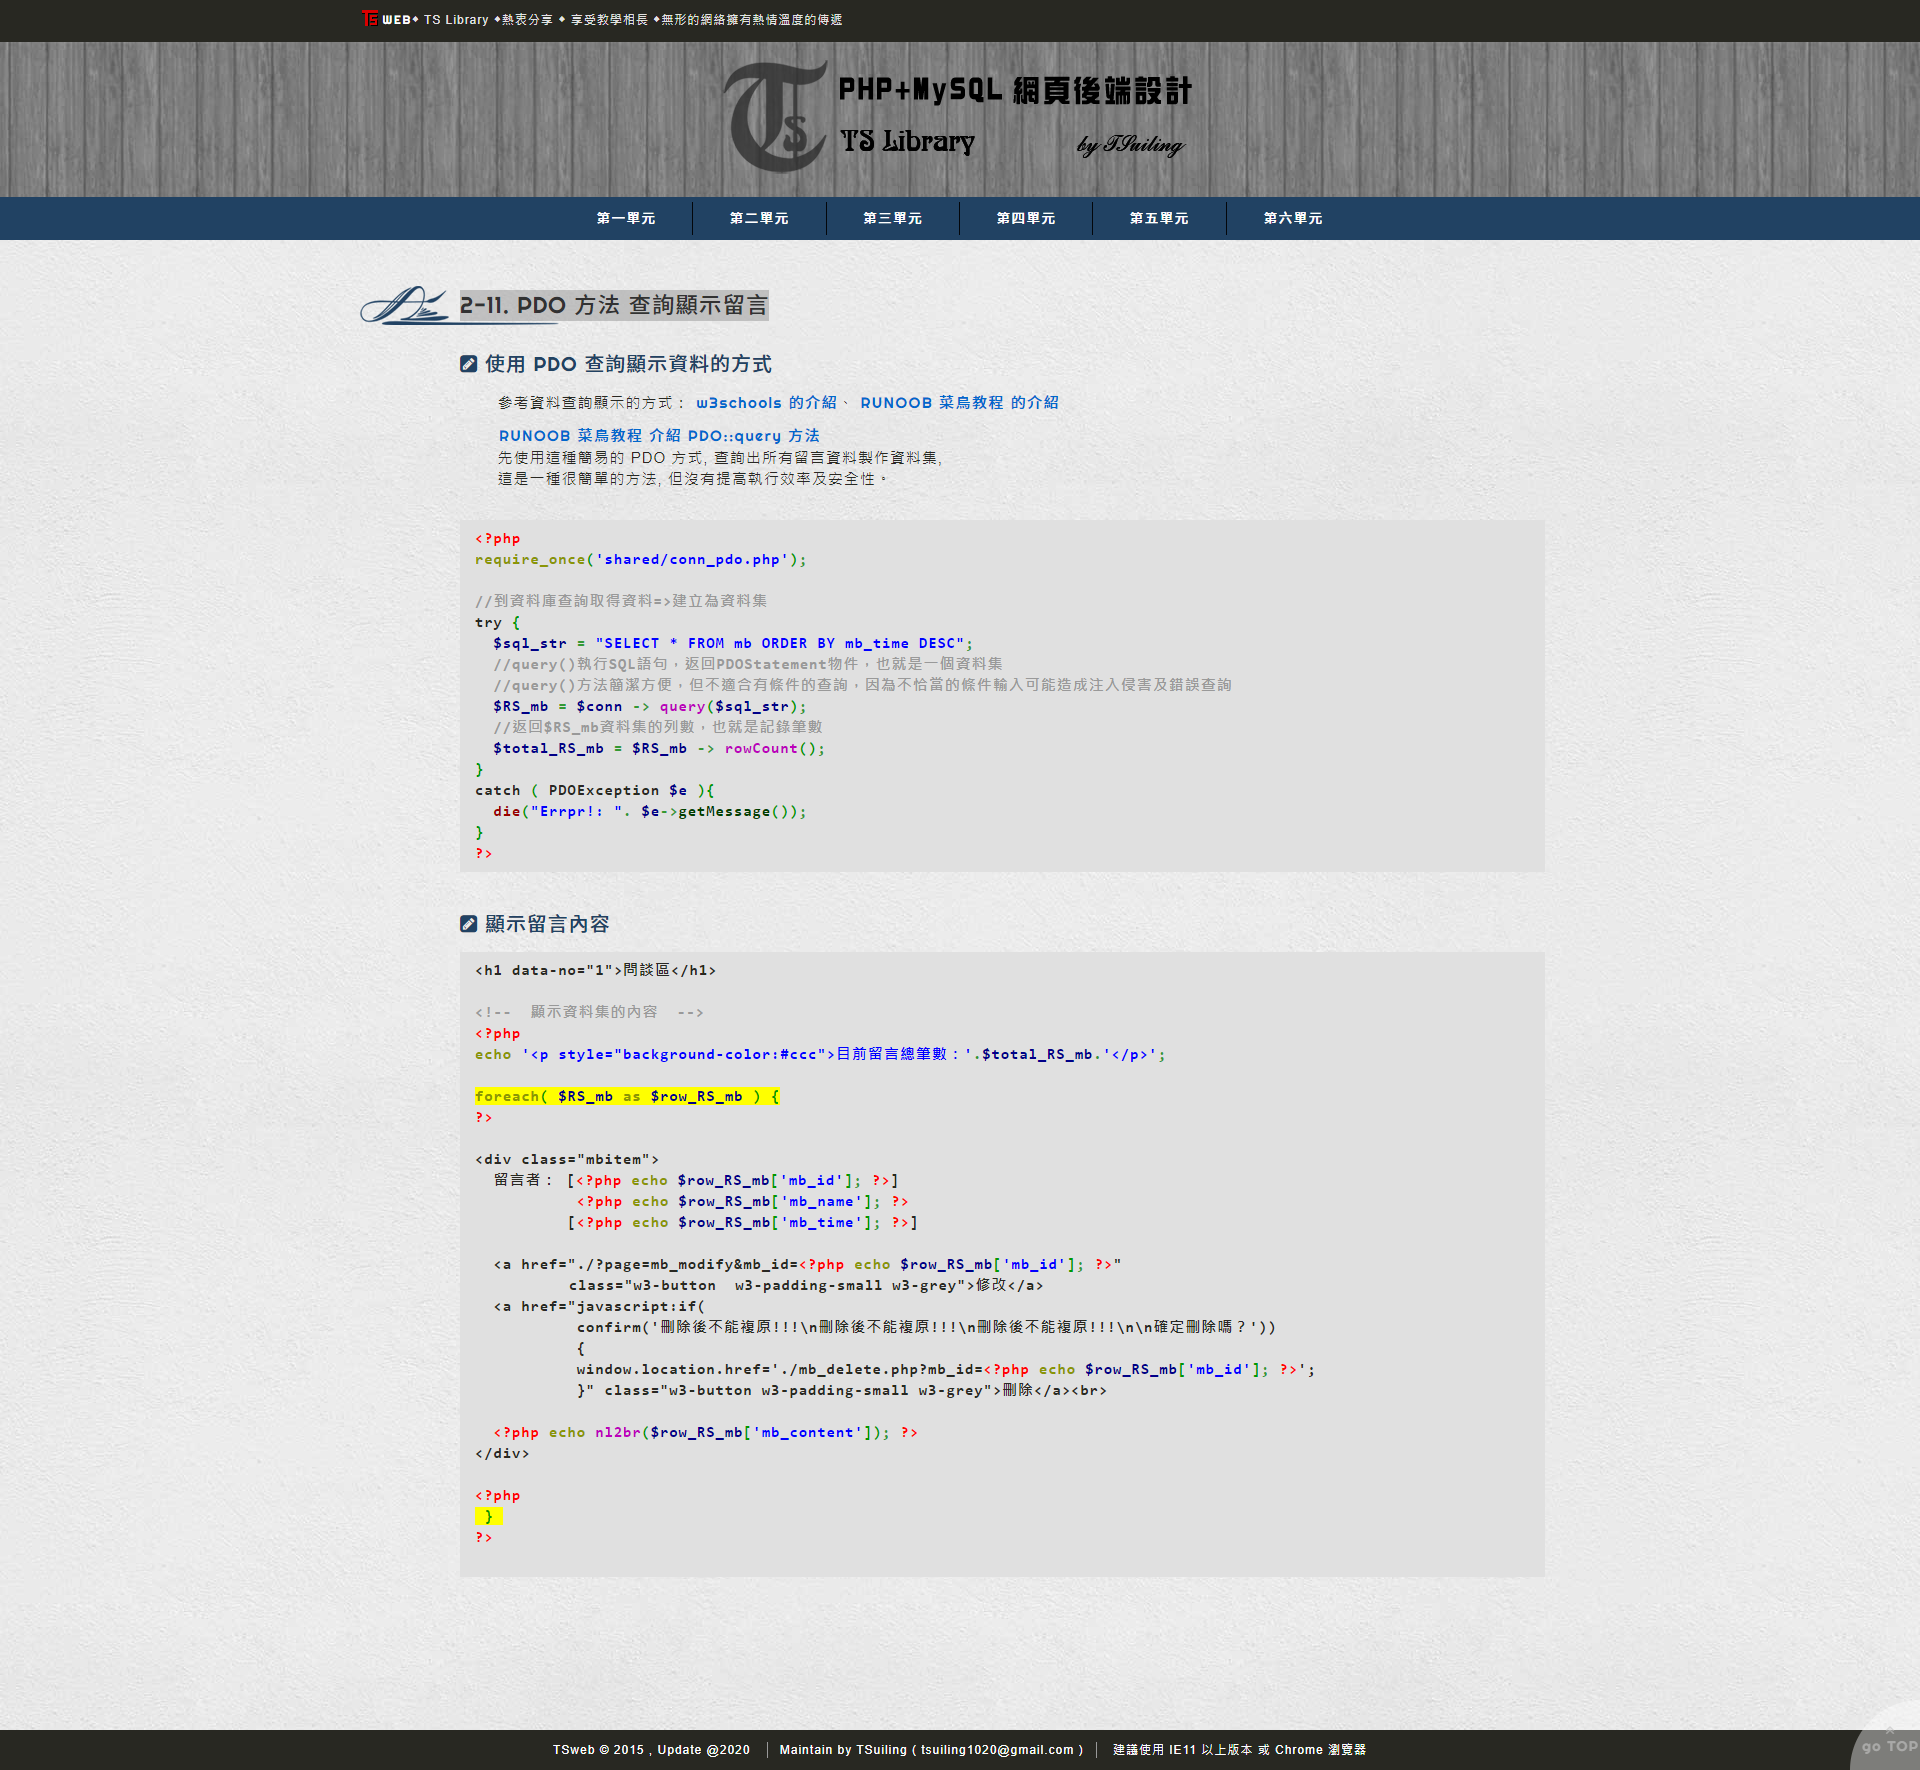 TS WEB♦ TS Library ♦熱衷分享 ♦ 享受教學相長 ♦無形的網絡擁有熱情溫度的傳遞
Ts
PHP+MySQL 網頁後端設計
TS Library by TSuiling
第一單元 第二單元 第三單元 第四單元 第五單元 第六單元
2-11. PDO 方法 查詢顯示留言
使用 PDO 查詢顯示資料的方式
參考資料查詢顯示的方式： w3schools 的介紹、 RUNOOB 菜鳥教程 的介紹
RUNOOB 菜鳥教程 介紹 PDO::query 方法
先使用這種簡易的 PDO 方式, 查詢出所有留言資料製作資料集,
這是一種很簡單的方法, 但沒有提高執行效率及安全性。
<?php
require_once('shared/conn_pdo.php');
//到資料庫查詢取得資料=>建立為資料集
try {
  $sql_str = "SELECT * FROM mb ORDER BY mb_time DESC";
  //query()執行SQL語句，返回PDOStatement物件，也就是一個資料集
  //query()方法簡潔方便，但不適合有條件的查詢，因為不恰當的條件輸入可能造成注入侵害及錯誤查詢
  $RS_mb = $conn -> query($sql_str);
  //返回$RS_mb資料集的列數，也就是記錄筆數
  $total_RS_mb = $RS_mb -> rowCount();
}
catch ( PDOException $e ){
  die("Errpr!: ". $e->getMessage());
}
?>
顯示留言內容
<h1 data-no="1">問談區</h1>
<!--  顯示資料集的內容  -->
<?php
echo '<p style="background-color:#ccc">目前留言總筆數：'.$total_RS_mb.'</p>';
foreach( $RS_mb as $row_RS_mb ) {
?>
<div class="mbitem">
  留言者： [<?php echo $row_RS_mb['mb_id']; ?>]
           <?php echo $row_RS_mb['mb_name']; ?>
          [<?php echo $row_RS_mb['mb_time']; ?>]
  <a href="./?page=mb_modify&mb_id=<?php echo $row_RS_mb['mb_id']; ?>"
          class="w3-button  w3-padding-small w3-grey">修改</a>
  <a href="javascript:if(
           confirm('刪除後不能複原!!!\n刪除後不能複原!!!\n刪除後不能複原!!!\n\n確定刪除嗎？'))
           {
           window.location.href='./mb_delete.php?mb_id=<?php echo $row_RS_mb['mb_id']; ?>';
           }" class="w3-button w3-padding-small w3-grey">刪除</a><br>
  <?php echo nl2br($row_RS_mb['mb_content']); ?>
</div>
<?php
 }
?>
TSweb © 2015 , Update @2020 │ Maintain by TSuiling ( tsuiling1020@gmail.com ) │ 建議使用 IE11 以上版本 或 Chrome 瀏覽器
go TOP